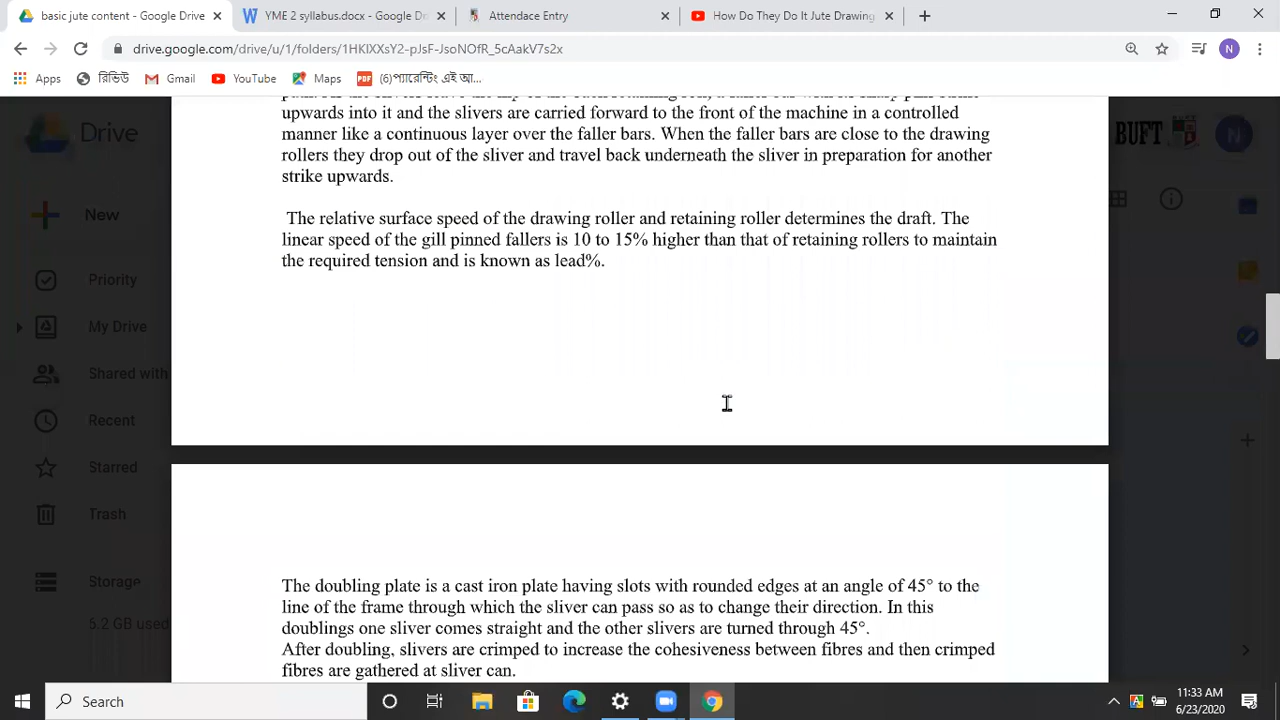 basic jute content - Google Drive
YME 2 syllabus.docx - Google Dr
Attendace Entry
How Do They Do It Jute Drawing
drive.google.com/drive/u/1/folders/1HKIXXsY2-pJsF-JsoNOfR_5cAakV7s2x
N
Apps
রিভিউ
Gmail
YouTube
Maps
(6)প্যারেন্টিং এই আ...
Drive
BUFT
N
upwards into it and the slivers are carried forward to the front of the machine in a controlled
manner like a continuous layer over the faller bars. When the faller bars are close to the drawing
rollers they drop out of the sliver and travel back underneath the sliver in preparation for another
strike upwards.
The relative surface speed of the drawing roller and retaining roller determines the draft. The
linear speed of the gill pinned fallers is 10 to 15% higher than that of retaining rollers to maintain
the required tension and is known as lead%.
New
Priority
My Drive
Shared with
Recent
Starred
Trash
Storage
6.2 GB used
The doubling plate is a cast iron plate having slots with rounded edges at an angle of 45° to the
line of the frame through which the sliver can pass so as to change their direction. In this
doublings one sliver comes straight and the other slivers are turned through 45°.
After doubling, slivers are crimped to increase the cohesiveness between fibres and then crimped
fibres are gathered at sliver can.
Search
11:33 AM
6/23/2020